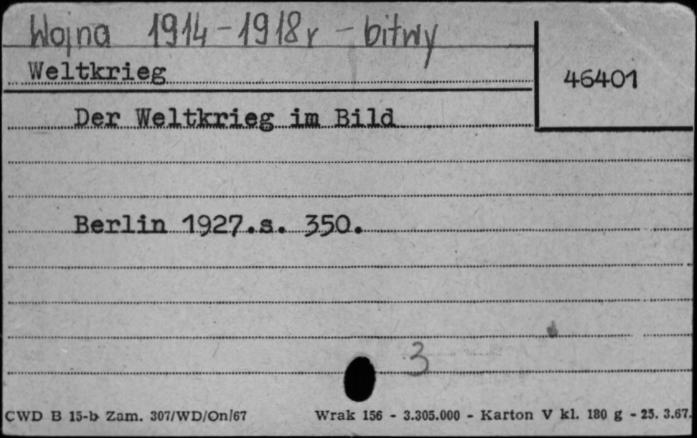 Wojna 1914-1918r - bitwy
Weltkrieg
46401
Der Weltkrieg im Bild
Berlin 1927.s. 350.
3
CWD B 15-b Zam. 307/WD/On/67 Wrak 156 - 3.305.000 - Karton V kl. 180 g - 25. 3.67.